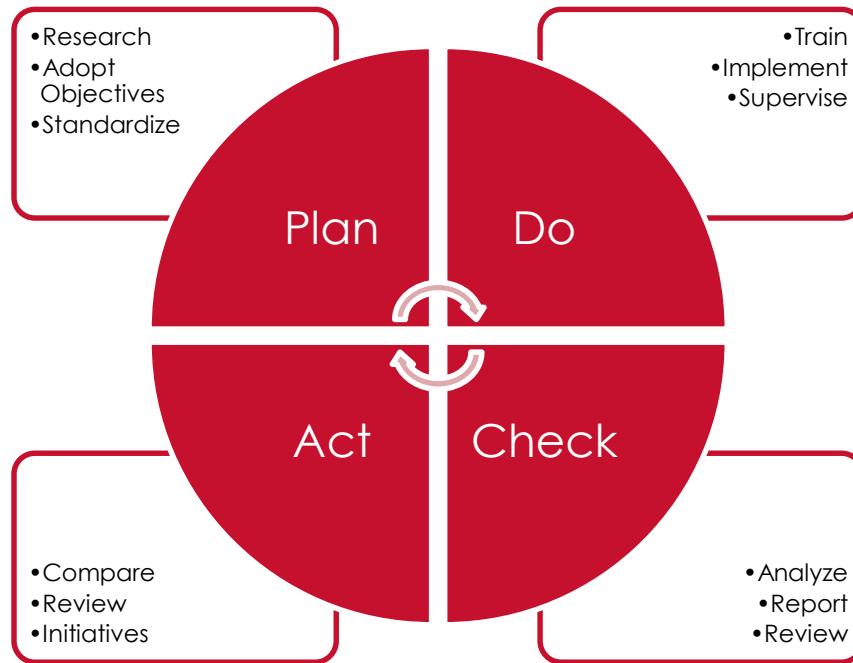 •Research
•Adopt
Objectives
•Standardize
•Train
•Implement
•Supervise
Plan
Do
Act
Check
•Compare
•Review
•Initiatives
•Analyze
•Report
•Review